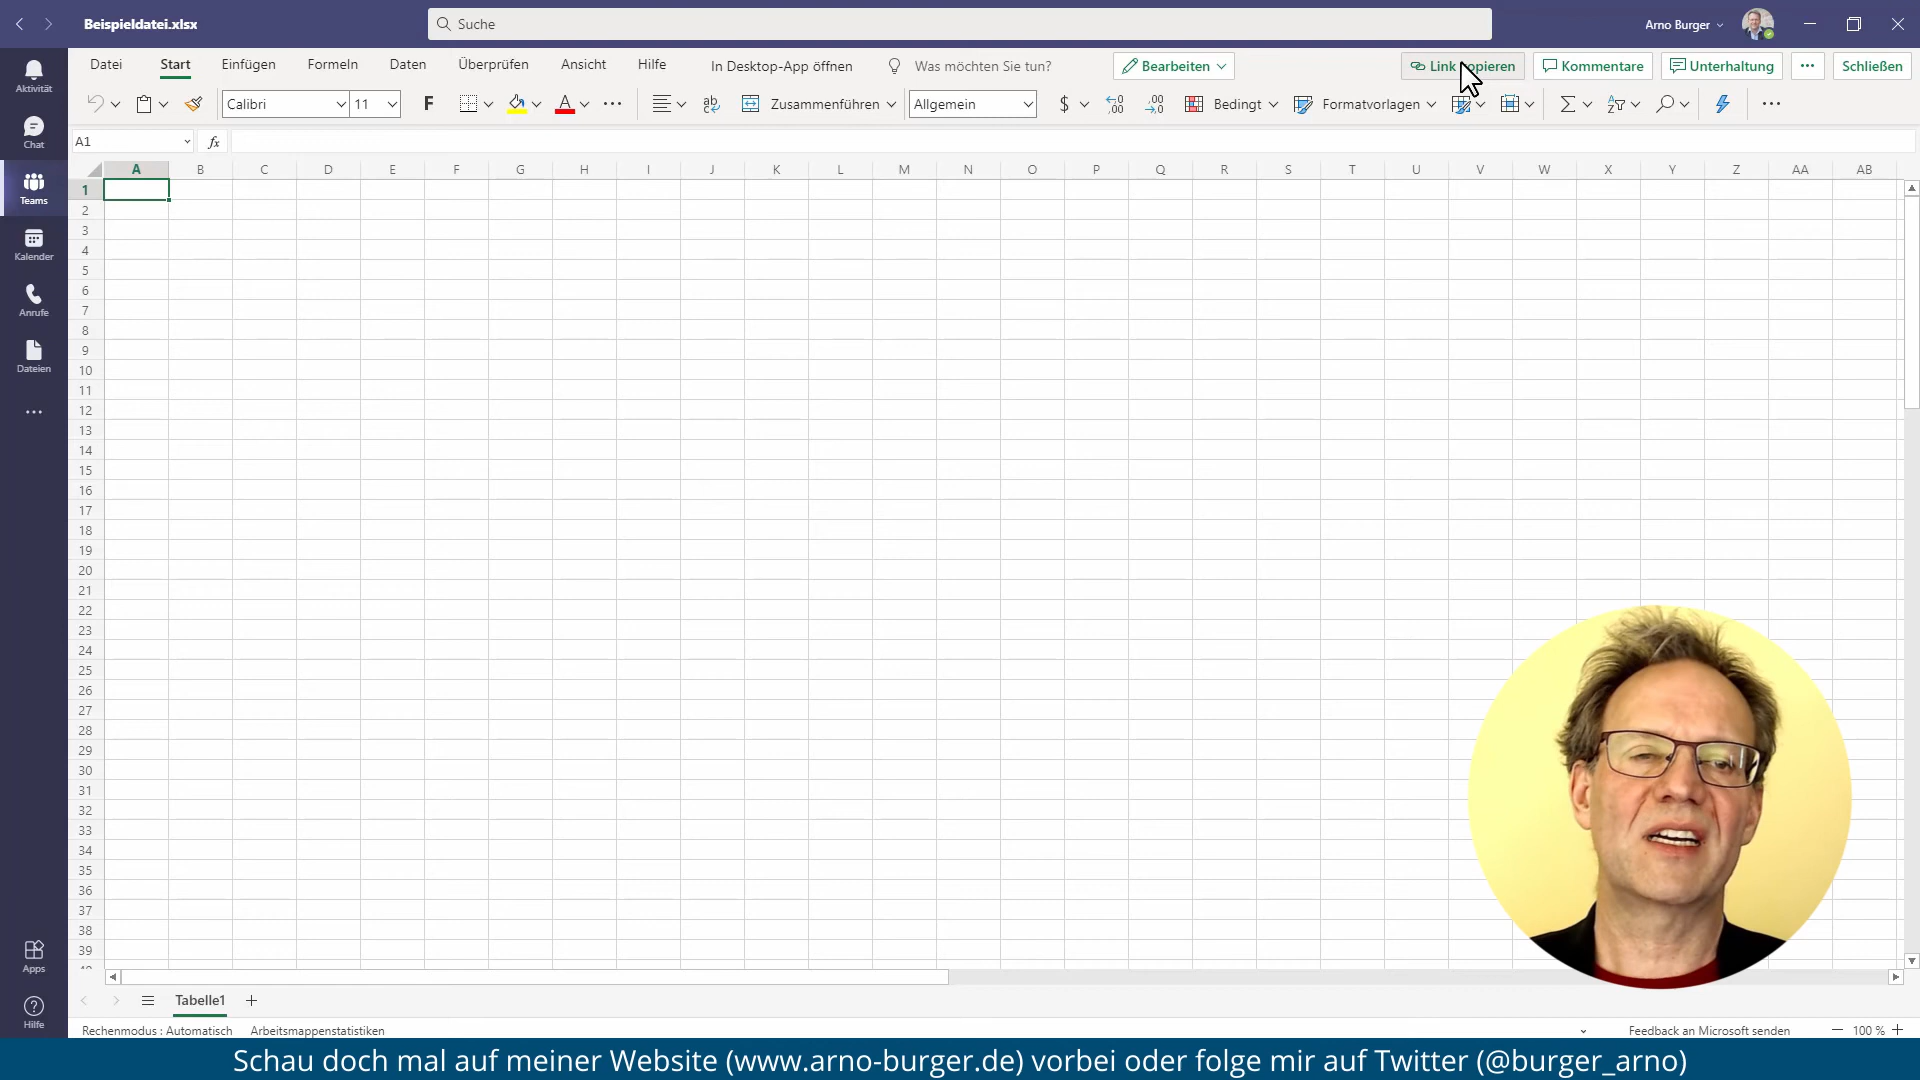 Beispieldatei.xlsx
Suche
Arno Burger
Datei Start Einfügen Formeln Daten Überprüfen Ansicht Hilfe In Desktop-App öffnen Was möchten Sie tun? Bearbeiten Link kopieren Kommentare Unterhaltung Schließen
Calibri 11 F A ab c Zusammenführen Allgemein $ ,00 ,00 Bedingt Formatvorlagen Σ
A1 fx
A B C D E F G H I J K L M N O P Q R S T U V W X Y Z AA AB
1
2
3
4
5
6
7
8
9
10
11
12
13
14
15
16
17
18
19
20
21
22
23
24
25
26
27
28
29
30
31
32
33
34
35
36
37
38
39
Aktivität
Chat
Teams
Kalender
Anrufe
Dateien
Apps
Hilfe
Tabelle1
Rechenmodus : Automatisch Arbeitsmappenstatistiken Feedback an Microsoft senden 100 %
Schau doch mal auf meiner Website (www.arno-burger.de) vorbei oder folge mir auf Twitter (@burger_arno)